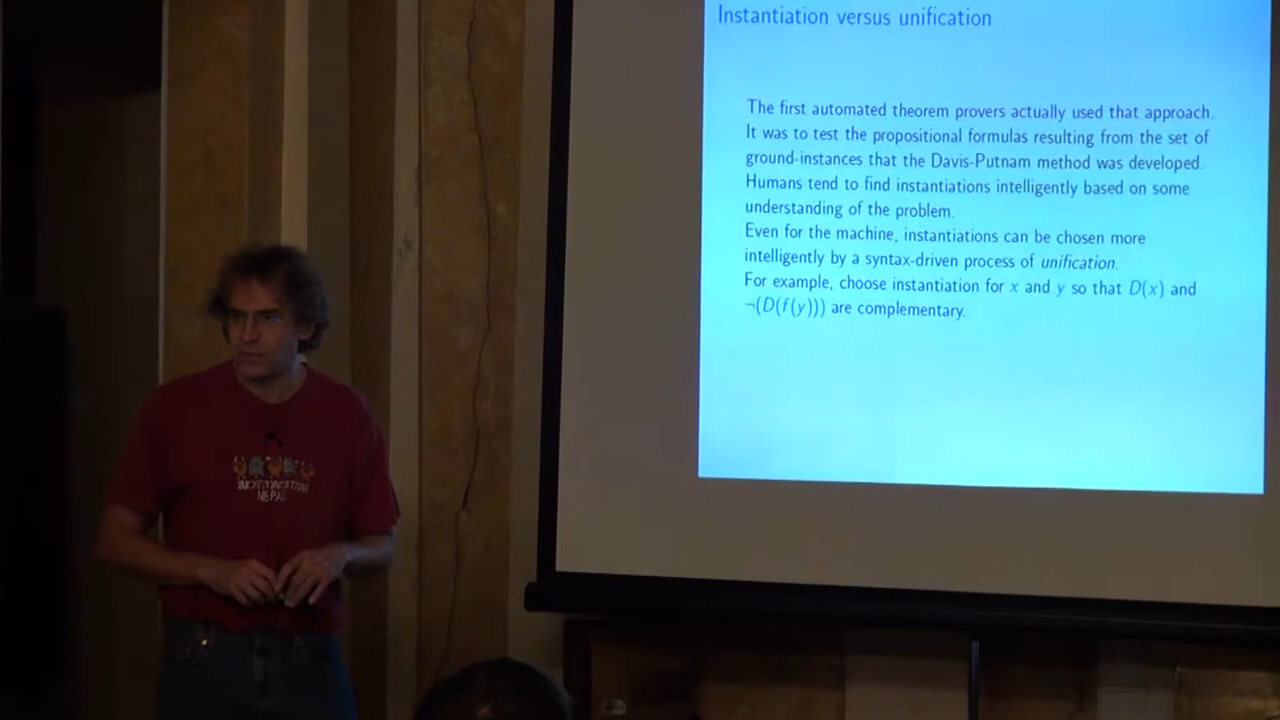 Instantiation versus unification
The first automated theorem provers actually used that approach.
It was to test the propositional formulas resulting from the set of
ground-instances that the Davis-Putnam method was developed.
Humans tend to find instantiations intelligently based on some
understanding of the problem.
Even for the machine, instantiations can be chosen more
intelligently by a syntax-driven process of unification.
For example, choose instantiation for x and y so that D(x) and
¬(D(f(y))) are complementary.
NEPAL